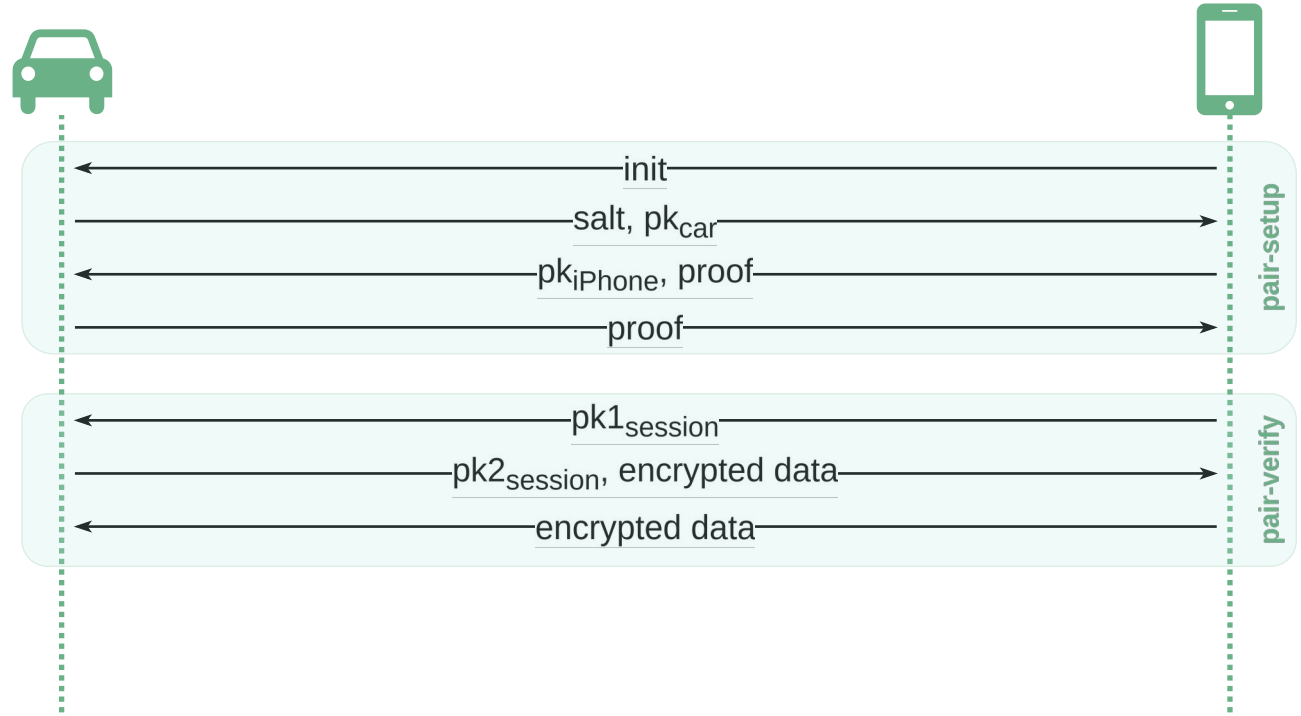 init
salt, pkcar
pkiPhone, proof
proof
pair-setup
pk1session
pk2session, encrypted data
encrypted data
pair-verify